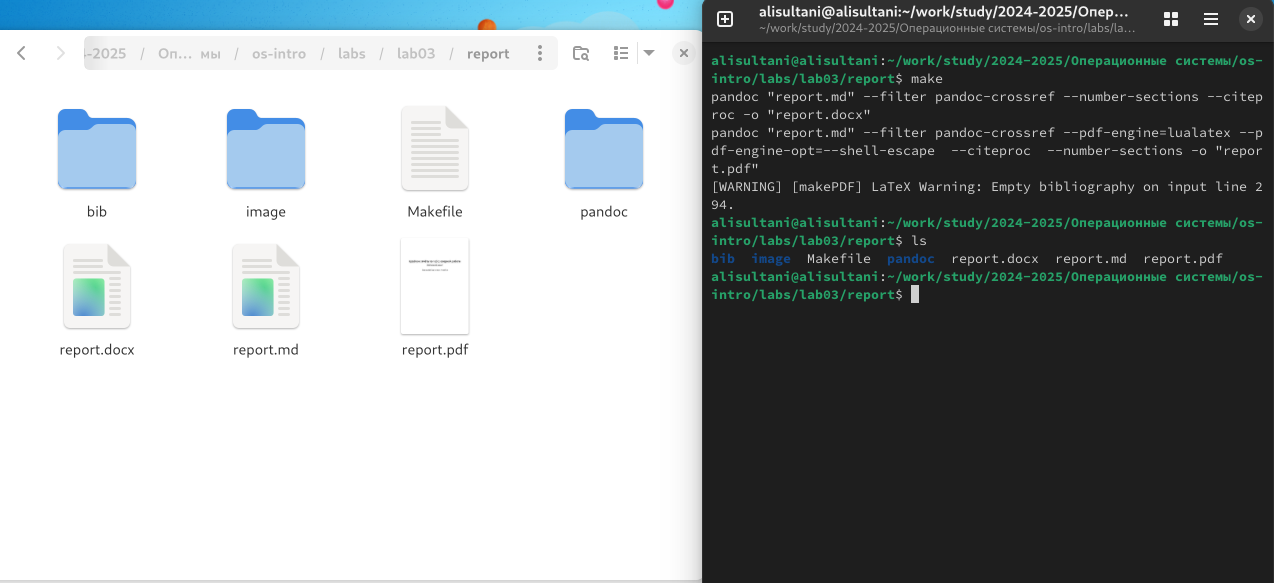 -2025 / Оп... мы / os-intro / labs / lab03 / report
bib
image
Makefile
pandoc
report.docx
report.md
report.pdf
alisultani@alisultani:~/work/study/2024-2025/Опер...
~/work/study/2024-2025/Операционные системы/os-intro/labs/la...
alisultani@alisultani:~/work/study/2024-2025/Операционные системы/os-
intro/labs/lab03/report$ make
pandoc "report.md" --filter pandoc-crossref --number-sections --citep
roc -o "report.docx"
pandoc "report.md" --filter pandoc-crossref --pdf-engine=lualatex --p
df-engine-opt=--shell-escape  --citeproc  --number-sections -o "repor
t.pdf"
[WARNING] [makePDF] LaTeX Warning: Empty bibliography on input line 2
94.
alisultani@alisultani:~/work/study/2024-2025/Операционные системы/os-
intro/labs/lab03/report$ ls
bib  image  Makefile  pandoc  report.docx  report.md  report.pdf
alisultani@alisultani:~/work/study/2024-2025/Операционные системы/os-
intro/labs/lab03/report$